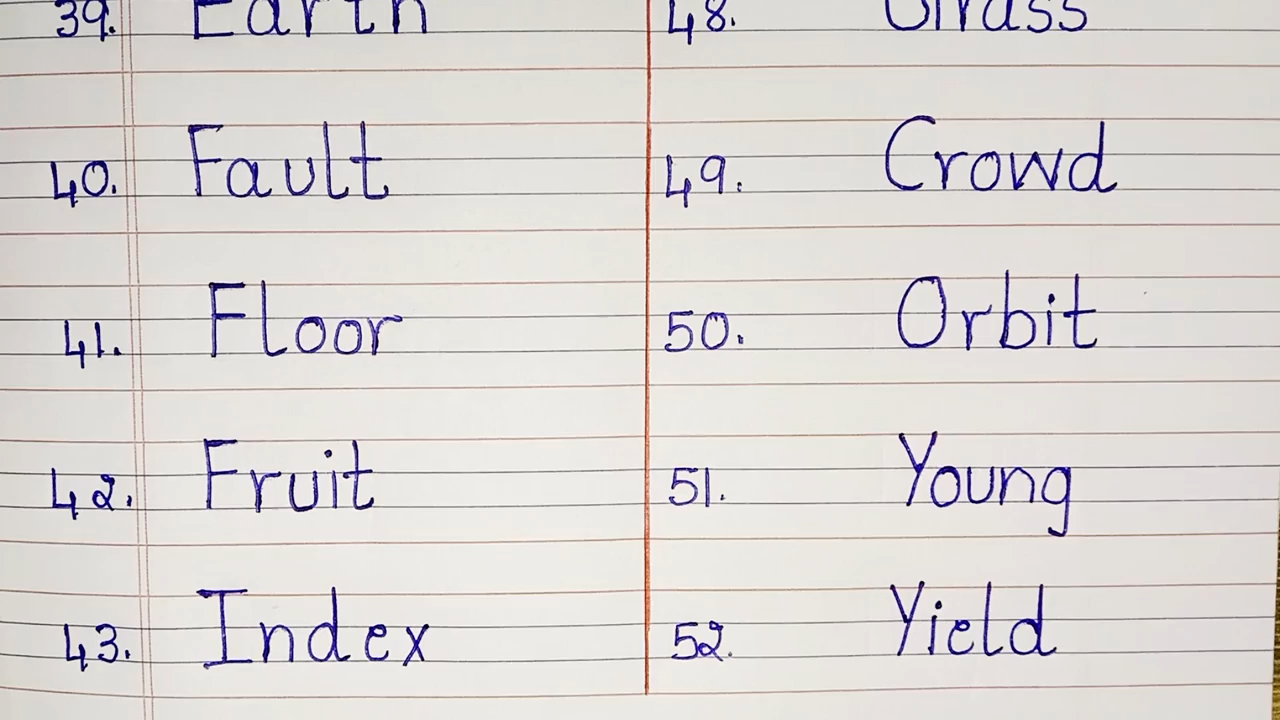 39. Earth
40. Fault
41. Floor
42. Fruit
43. Index
48. Grass
49. Crowd
50. Orbit
51. Young
52. Yield